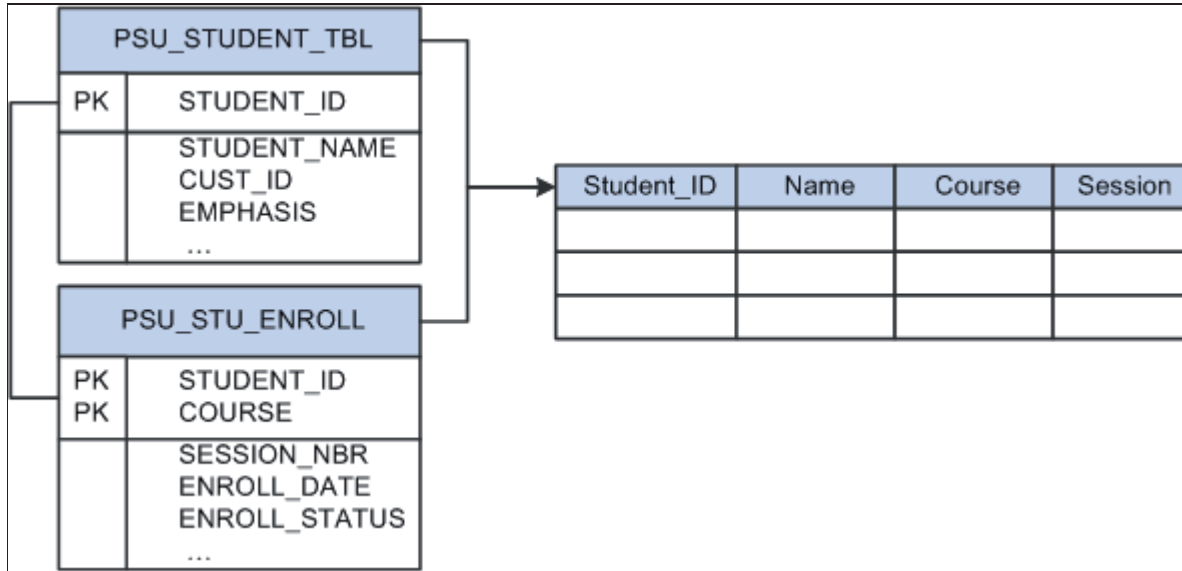 PSU_STUDENT_TBL
PK STUDENT_ID
STUDENT_NAME
CUST_ID
EMPHASIS
...
PSU_STU_ENROLL
PK STUDENT_ID
PK COURSE
SESSION_NBR
ENROLL_DATE
ENROLL_STATUS
...
Student_ID Name Course Session